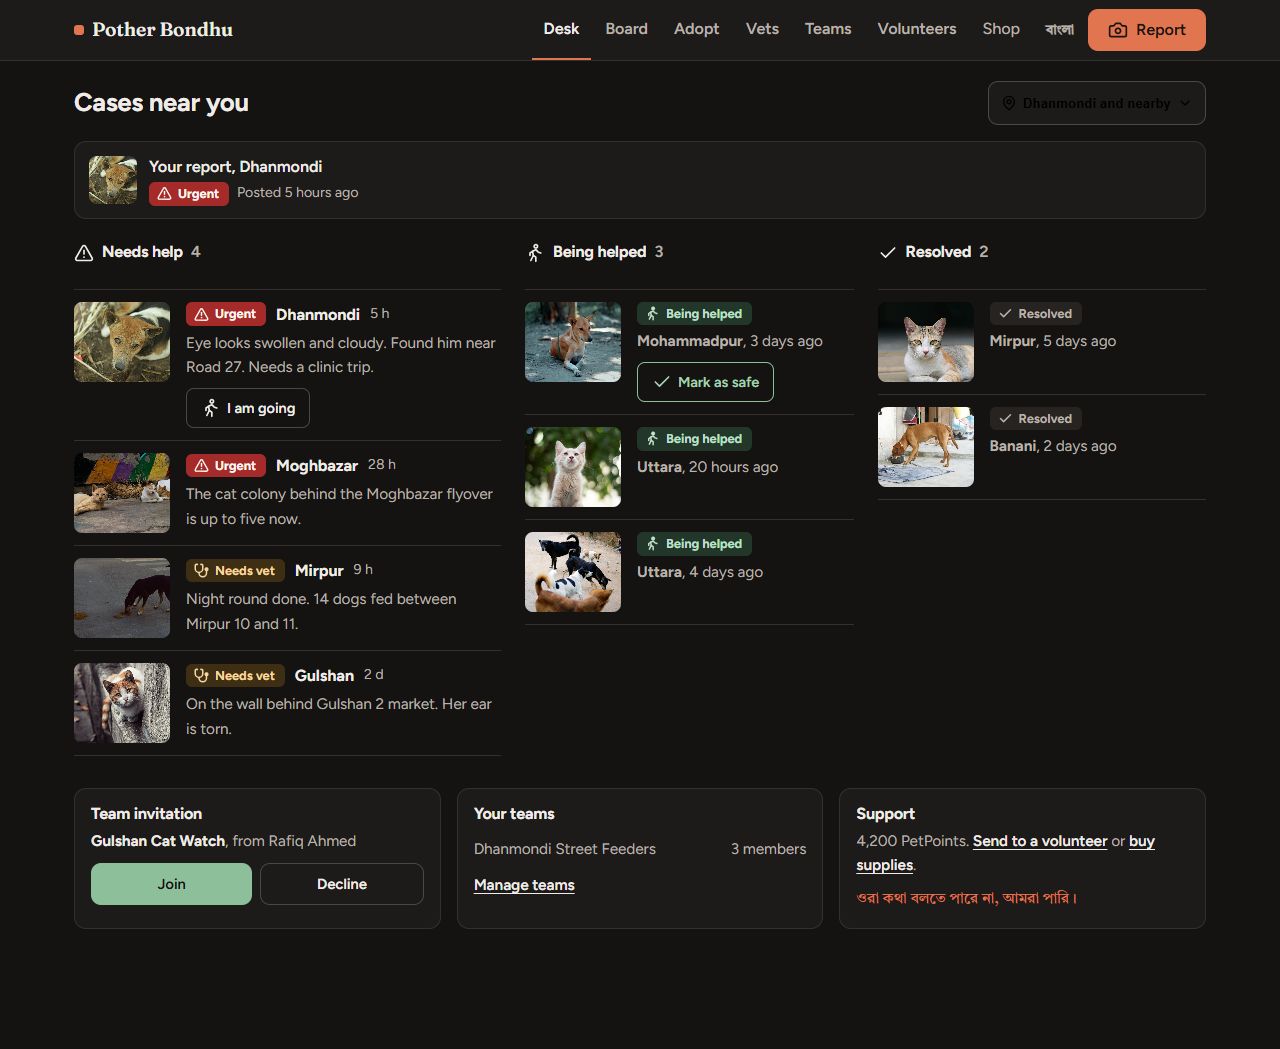 Pother Bondhu
Desk Board Adopt Vets Teams Volunteers Shop বাংলা Report
Cases near you
Dhanmondi and nearby
Your report, Dhanmondi
Urgent Posted 5 hours ago
Needs help 4
Urgent Dhanmondi 5 h
Eye looks swollen and cloudy. Found him near
Road 27. Needs a clinic trip.
I am going
Urgent Moghbazar 28 h
The cat colony behind the Moghbazar flyover
is up to five now.
Needs vet Mirpur 9 h
Night round done. 14 dogs fed between
Mirpur 10 and 11.
Needs vet Gulshan 2 d
On the wall behind Gulshan 2 market. Her ear
is torn.
Being helped 3
Being helped
Mohammadpur, 3 days ago
Mark as safe
Being helped
Uttara, 20 hours ago
Being helped
Uttara, 4 days ago
Resolved 2
Resolved
Mirpur, 5 days ago
Resolved
Banani, 2 days ago
Team invitation
Gulshan Cat Watch, from Rafiq Ahmed
Join Decline
Your teams
Dhanmondi Street Feeders 3 members
Manage teams
Support
4,200 PetPoints. Send to a volunteer or buy
supplies.
ওরা কথা বলতে পারে না, আমরা পারি।